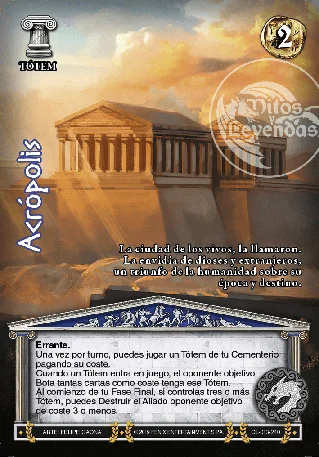 TÓTEM
2
Mitos
Leyendas
Acrópolis
La ciudad de los vivos, la llamaron.
La envidia de dioses y extranjeros,
un triunfo de la humanidad sobre su
época y destino.
Errante.
Una vez por turno, puedes jugar un Tótem de tu Cementerio
pagando su coste.
Cuando un Tótem entra en juego, el oponente objetivo
Bota tantas cartas como coste tenga ese Tótem.
Al comienzo de tu Fase Final, si controlas tres o más
Tótem, puedes Destruir el Aliado oponente objetivo
de coste 3 o menos.
ARTE: FELIPE GAONA